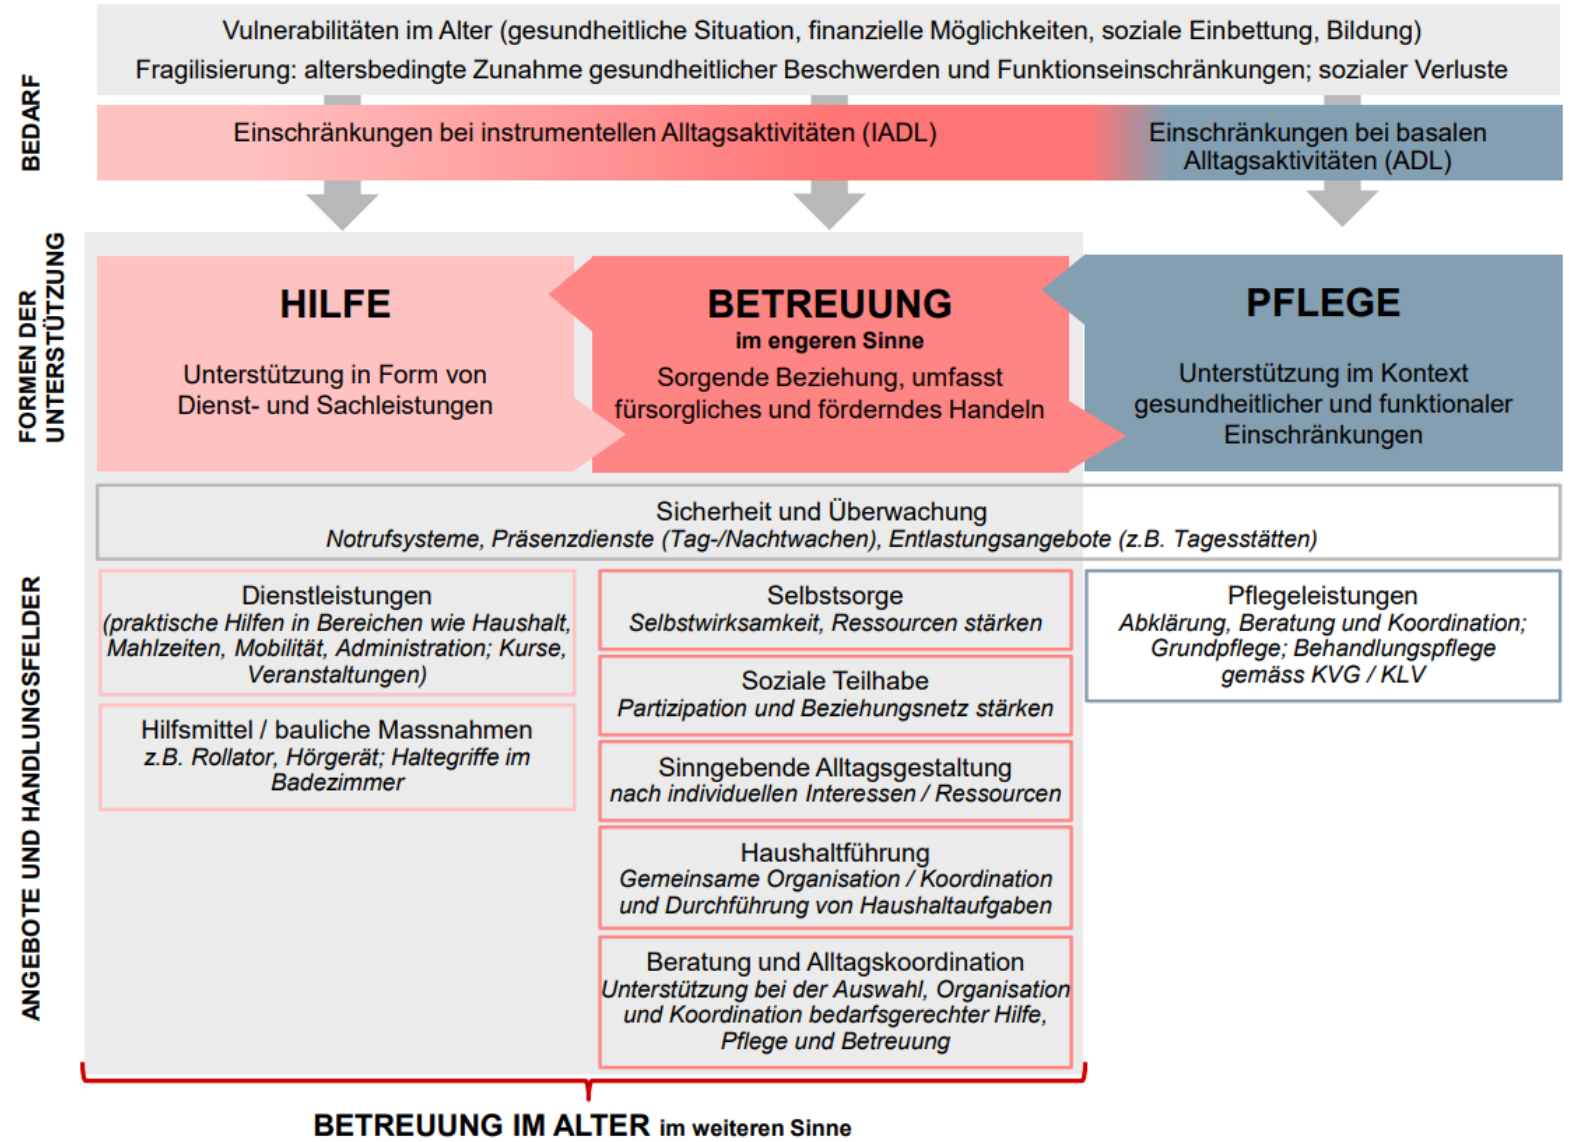 Vulnerabilitäten im Alter (gesundheitliche Situation, finanzielle Möglichkeiten, soziale Einbettung, Bildung)
Fragilisierung: altersbedingte Zunahme gesundheitlicher Beschwerden und Funktionseinschränkungen; sozialer Verluste
BEDARF
Einschränkungen bei instrumentellen Alltagsaktivitäten (IADL)
Einschränkungen bei basalen
Alltagsaktivitäten (ADL)
FORMEN DER
UNTERSTÜTZUNG
HILFE
Unterstützung in Form von
Dienst- und Sachleistungen
BETREUUNG
im engeren Sinne
Sorgende Beziehung, umfasst
fürsorgliches und förderndes Handeln
PFLEGE
Unterstützung im Kontext
gesundheitlicher und funktionaler
Einschränkungen
ANGEBOTE UND HANDLUNGSFELDER
Sicherheit und Überwachung
Notrufsysteme, Präsenzdienste (Tag-/Nachtwachen), Entlastungsangebote (z.B. Tagesstätten)
Dienstleistungen
(praktische Hilfen in Bereichen wie Haushalt,
Mahlzeiten, Mobilität, Administration; Kurse,
Veranstaltungen)
Hilfsmittel / bauliche Massnahmen
z.B. Rollator, Hörgerät; Haltegriffe im
Badezimmer
Selbstsorge
Selbstwirksamkeit, Ressourcen stärken
Soziale Teilhabe
Partizipation und Beziehungsnetz stärken
Sinngebende Alltagsgestaltung
nach individuellen Interessen / Ressourcen
Haushaltführung
Gemeinsame Organisation / Koordination
und Durchführung von Haushaltaufgaben
Beratung und Alltagskoordination
Unterstützung bei der Auswahl, Organisation
und Koordination bedarfsgerechter Hilfe,
Pflege und Betreuung
Pflegeleistungen
Abklärung, Beratung und Koordination;
Grundpflege; Behandlungspflege
gemäss KVG / KLV
BETREUUNG IM ALTER im weiteren Sinne